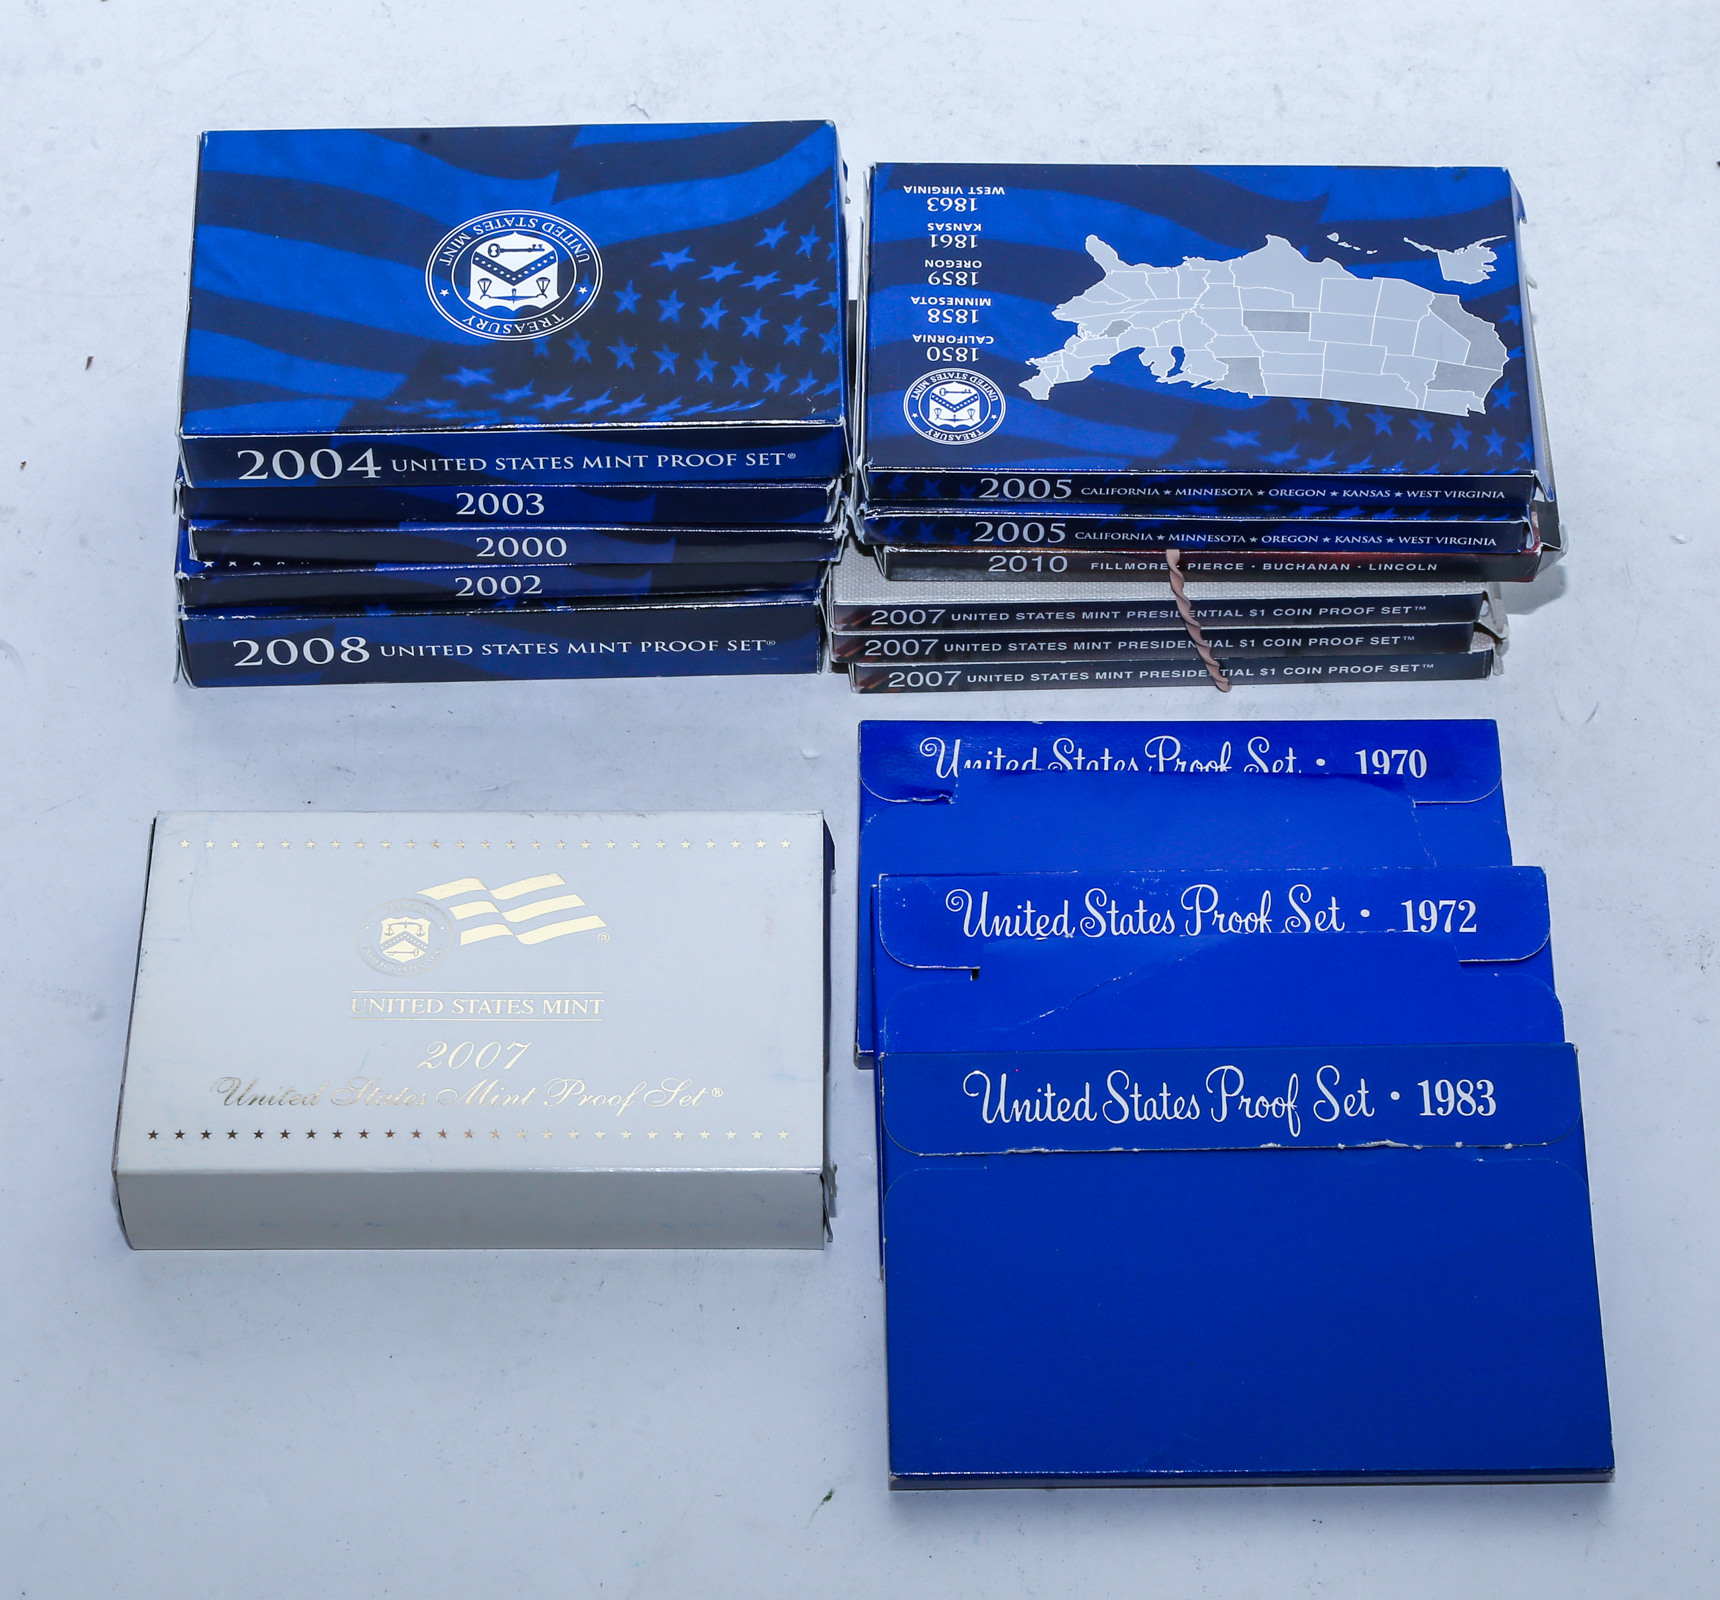 UNITED STATES MINT
TREASURY
2004 UNITED STATES MINT PROOF SET®
2003
2000
2002
2008 UNITED STATES MINT PROOF SET®
WEST VIRGINIA
1863
KANSAS
1861
OREGON
1859
MINNESOTA
1858
CALIFORNIA
1850
UNITED STATES MINT
TREASURY
2005 CALIFORNIA ★ MINNESOTA ★ OREGON ★ KANSAS ★ WEST VIRGINIA
2005 CALIFORNIA ★ MINNESOTA ★ OREGON ★ KANSAS ★ WEST VIRGINIA
2010 FILLMORE · PIERCE · BUCHANAN · LINCOLN
2007 UNITED STATES MINT PRESIDENTIAL $1 COIN PROOF SET™
2007 UNITED STATES MINT PRESIDENTIAL $1 COIN PROOF SET™
2007 UNITED STATES MINT PRESIDENTIAL $1 COIN PROOF SET™
®
UNITED STATES MINT
2007
United States Mint Proof Set®
United States Proof Set · 1970
United States Proof Set · 1972
United States Proof Set · 1983